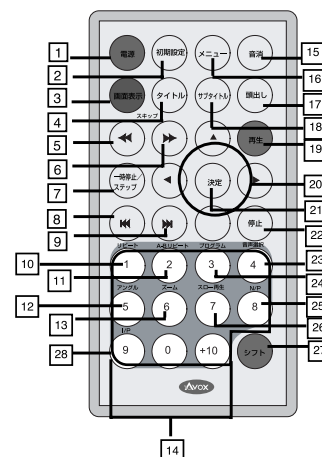 1 電源 初期設定 メニュー 音消 15
2 16
3 画面表示 タイトル サブタイトル 頭出し 17
4 スキップ 18
5 再生 19
6
7 一時停止/ステップ 決定 20
8 21
9 停止 22
リピート A-Bリピート プログラム 音声選択
10 1 2 3 4 23
11 24
アングル ズーム スロー再生 N/P
12 5 6 7 8 25
13 26
I/P
28 9 0 +10 シフト 27
AVOX
14